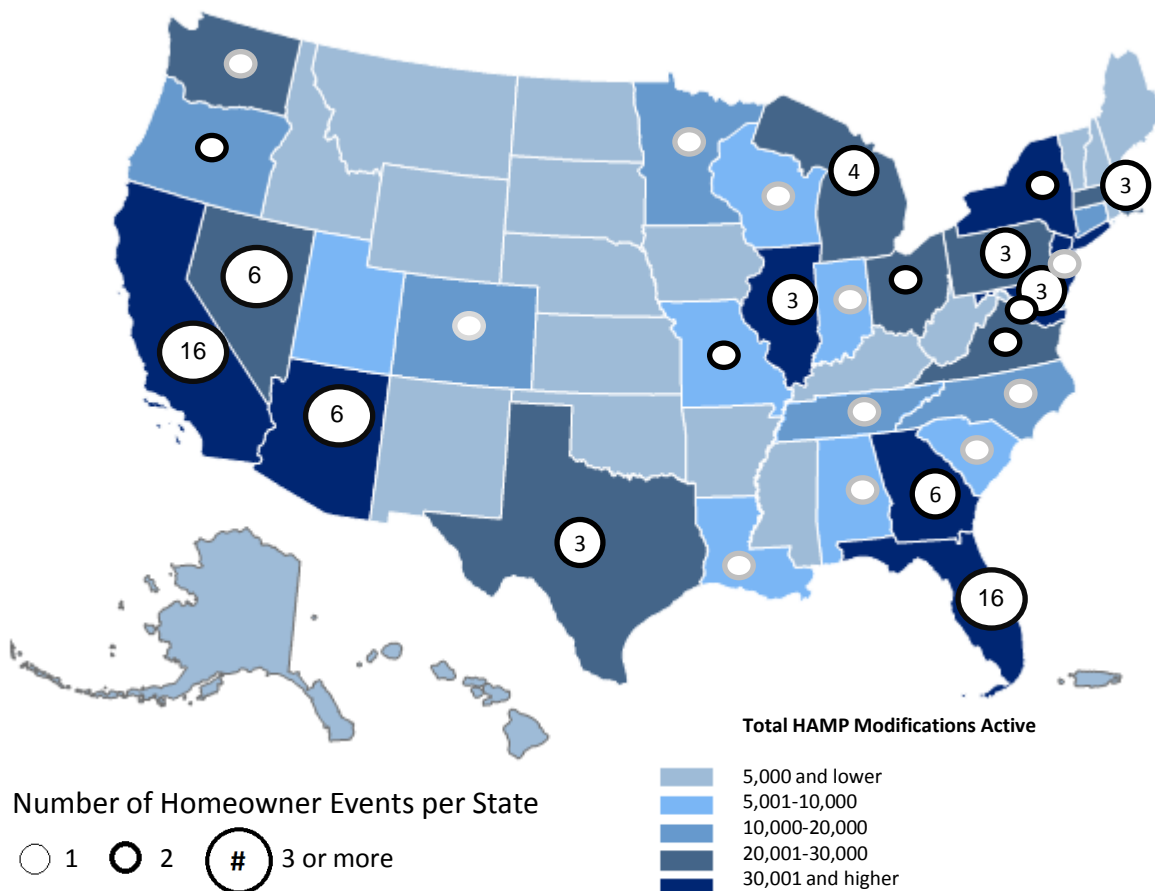 4
3
6
3
3
3
16
6
6
3
16
Total HAMP Modifications Active
5,000 and lower
5,001-10,000
10,000-20,000
20,001-30,000
30,001 and higher
Number of Homeowner Events per State
1 2 # 3 or more